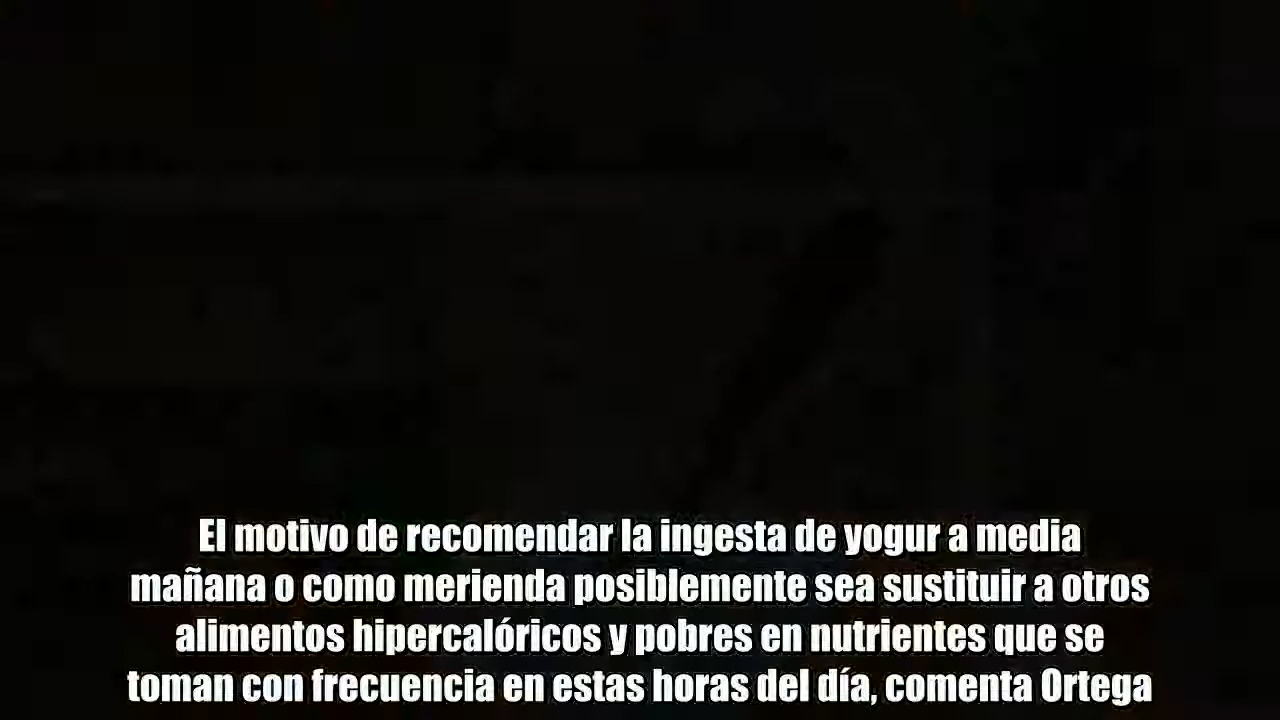 El motivo de recomendar la ingesta de yogur a media
mañana o como merienda posiblemente sea sustituir a otros
alimentos hipercalóricos y pobres en nutrientes que se
toman con frecuencia en estas horas del día, comenta Ortega